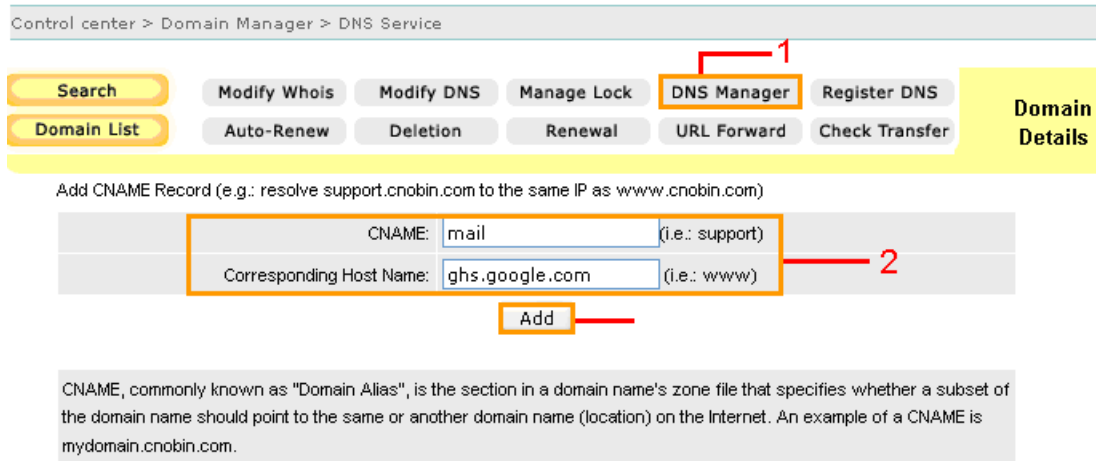 Control center > Domain Manager > DNS Service
1
Search Modify Whois Modify DNS Manage Lock DNS Manager Register DNS
Domain List Auto-Renew Deletion Renewal URL Forward Check Transfer
Domain
Details
Add CNAME Record (e.g.: resolve support.cnobin.com to the same IP as www.cnobin.com)
CNAME: mail (i.e.: support)
Corresponding Host Name: ghs.google.com (i.e.: www)
2
Add
CNAME, commonly known as "Domain Alias", is the section in a domain name's zone file that specifies whether a subset of
the domain name should point to the same or another domain name (location) on the Internet. An example of a CNAME is
mydomain.cnobin.com.